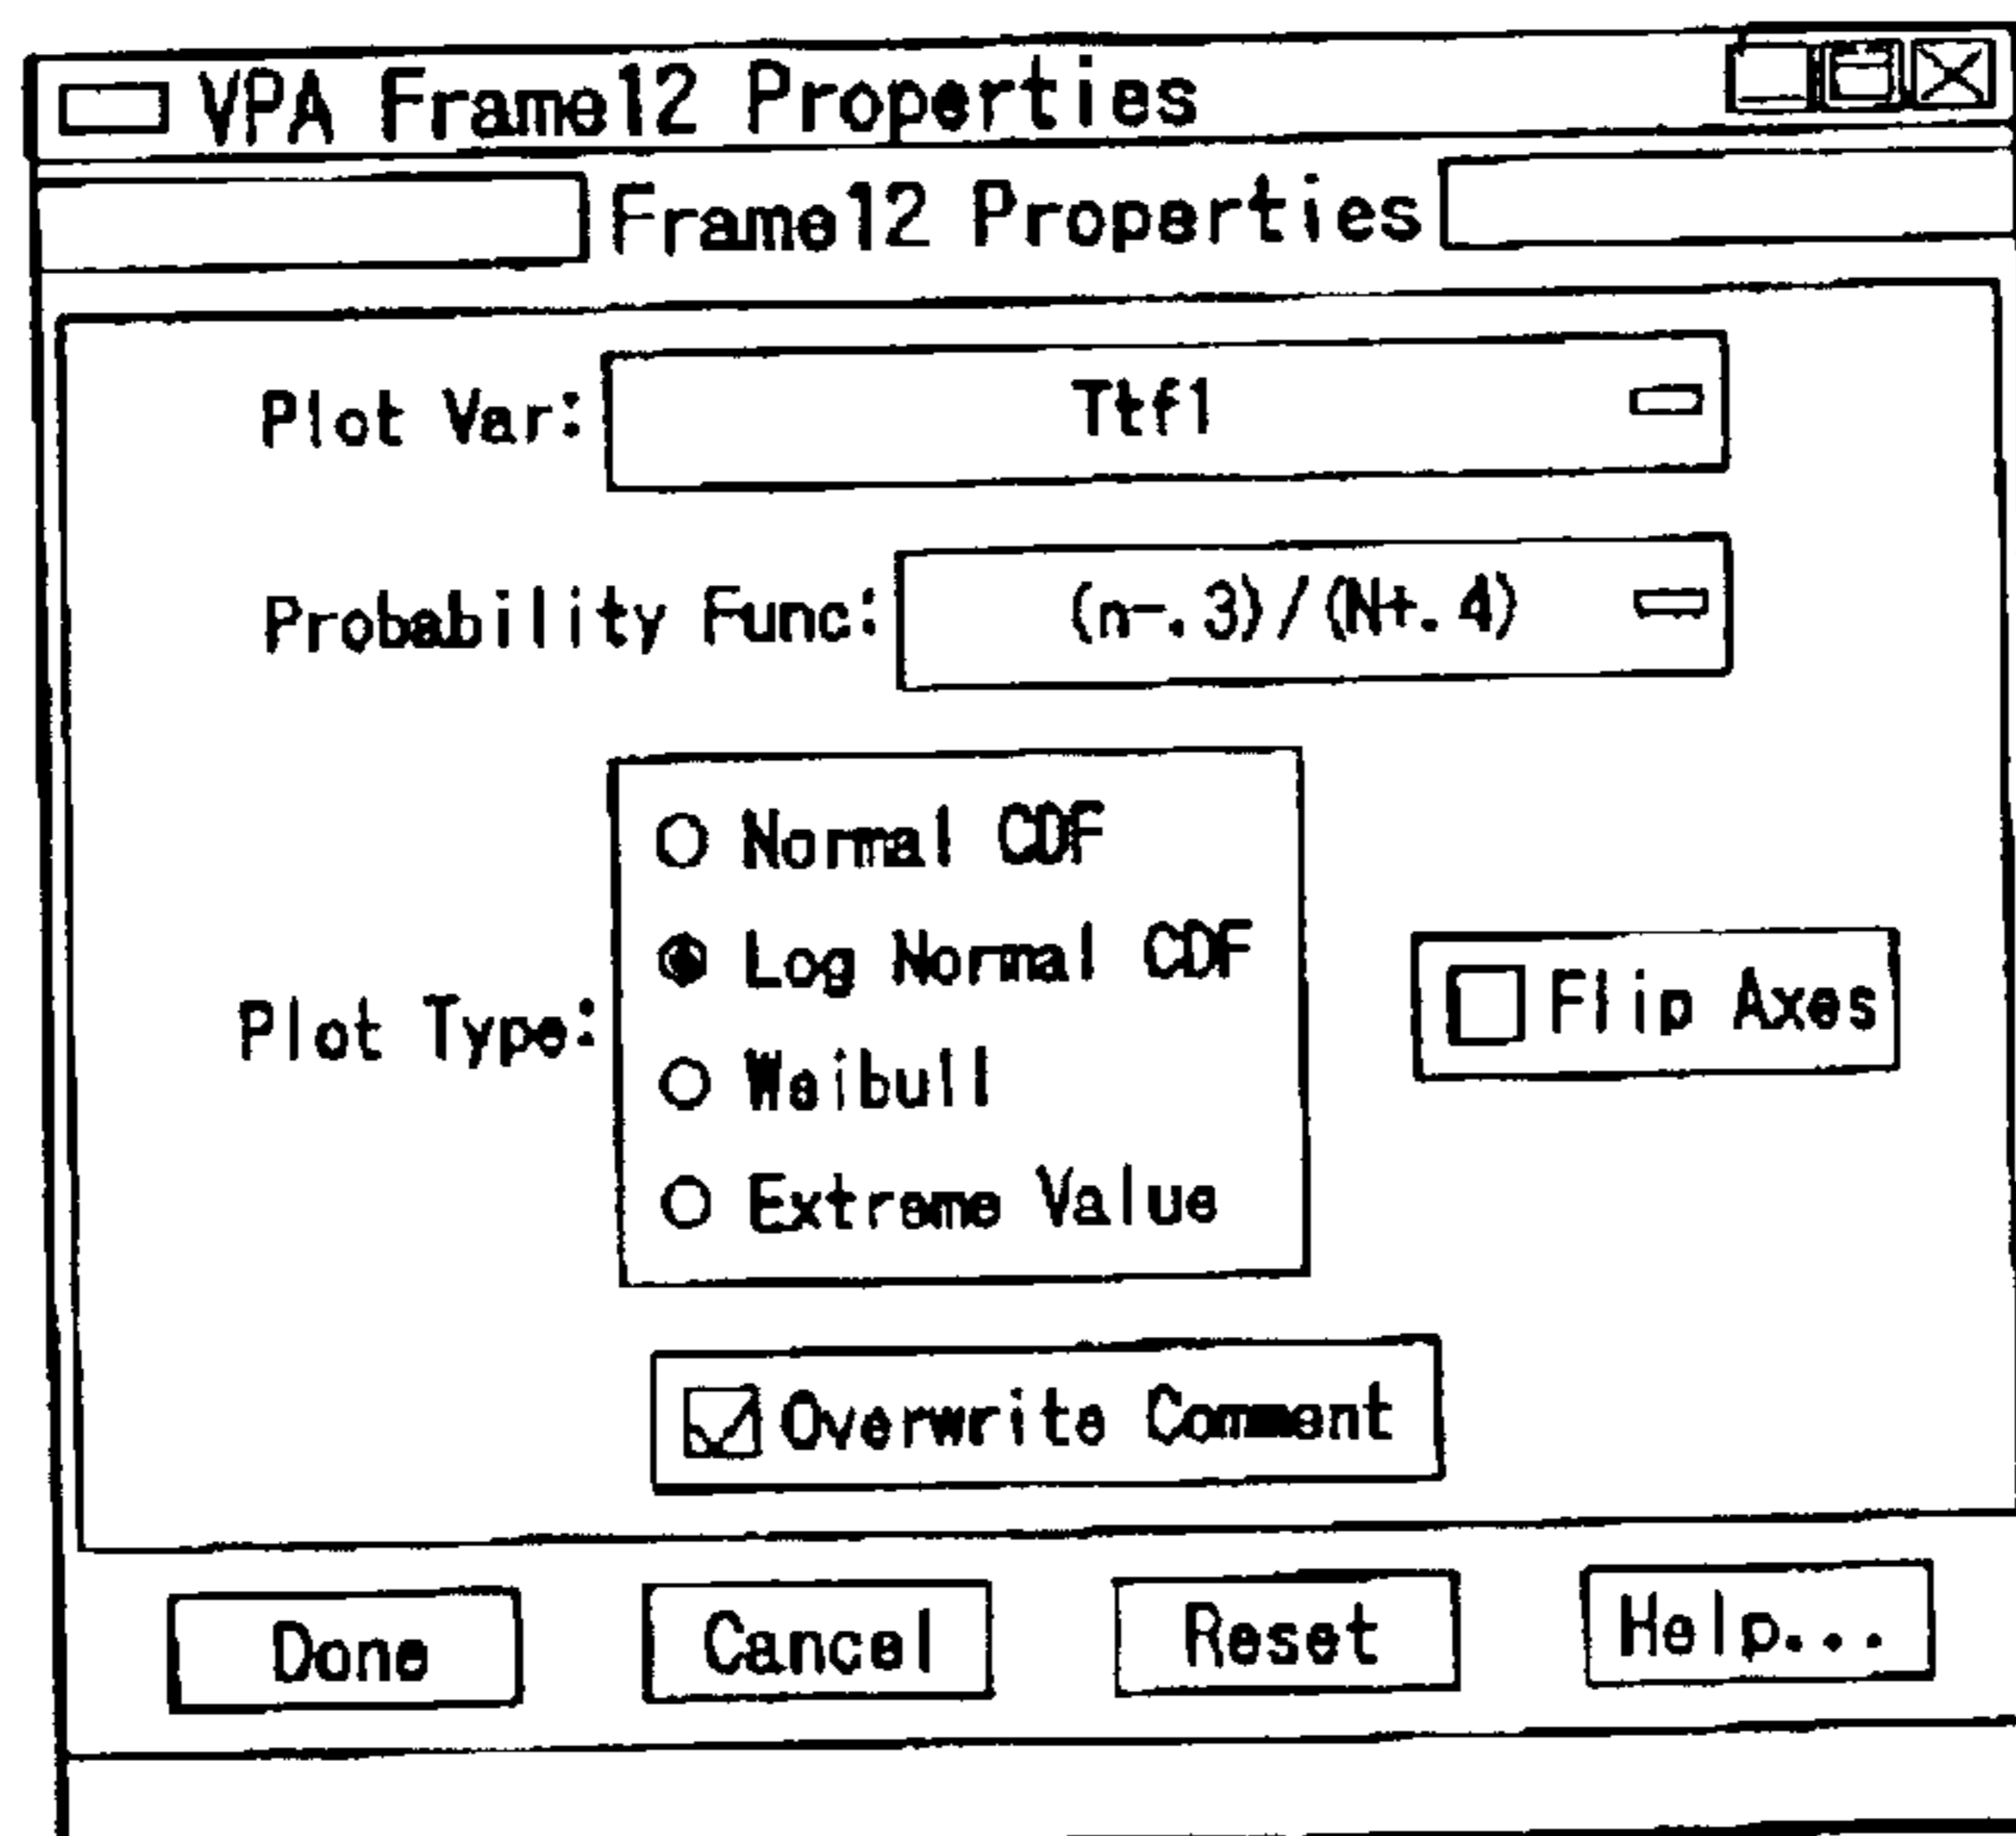 VPA Frame12 Properties
Frame12 Properties
Plot Var: Ttf1
Probability Func: (n-.3)/(N+.4)
Plot Type:
Normal CDF
Log Normal CDF
Weibull
Extreme Value
Flip Axes
Overwrite Comment
Done Cancel Reset Help...